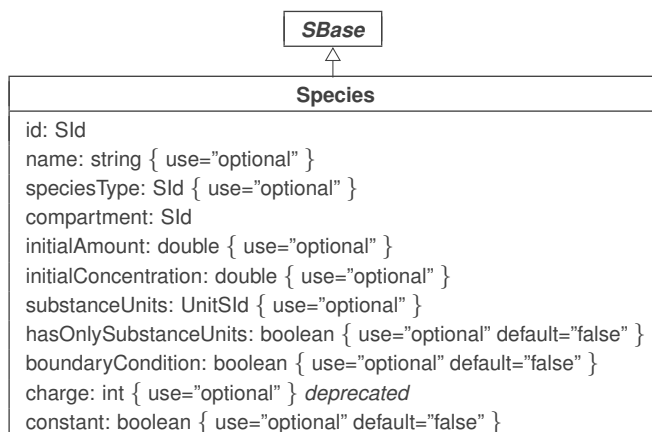 SBase
Species
id: SId
name: string { use="optional" }
speciesType: SId { use="optional" }
compartment: SId
initialAmount: double { use="optional" }
initialConcentration: double { use="optional" }
substanceUnits: UnitSId { use="optional" }
hasOnlySubstanceUnits: boolean { use="optional" default="false" }
boundaryCondition: boolean { use="optional" default="false" }
charge: int { use="optional" } deprecated
constant: boolean { use="optional" default="false" }